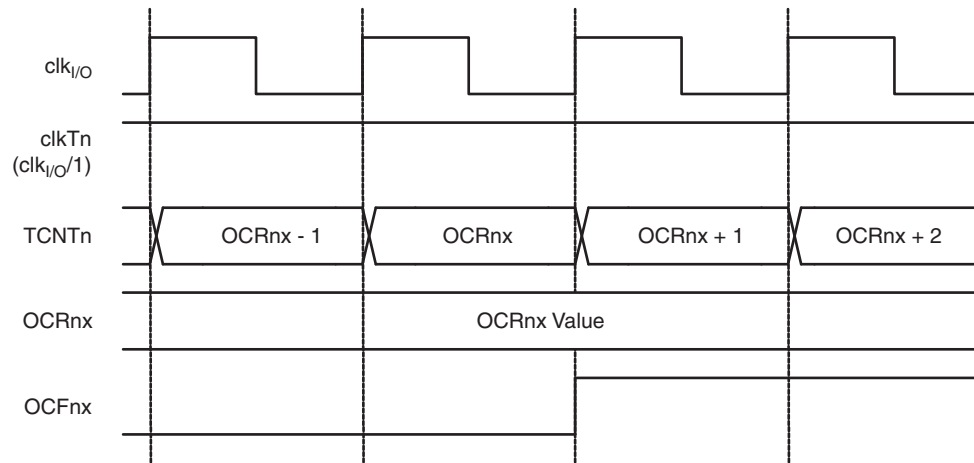 clkI/O
clkTn
(clkI/O/1)
TCNTn
OCRnx - 1
OCRnx
OCRnx + 1
OCRnx + 2
OCRnx
OCRnx Value
OCFnx